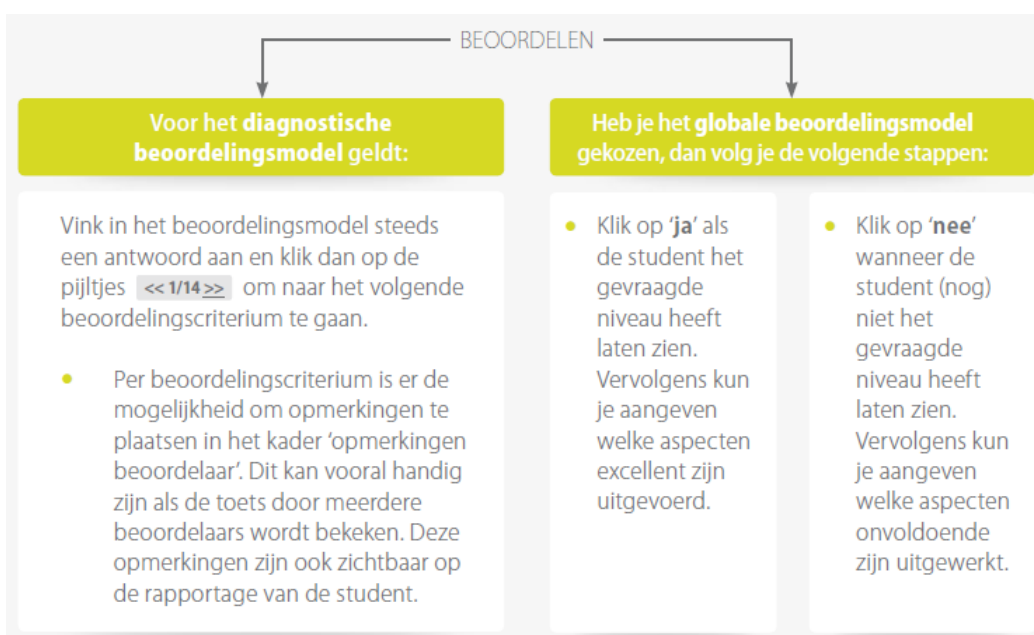 BEOORDELEN
Voor het diagnostische
beoordelingsmodel geldt:
Vink in het beoordelingsmodel steeds
een antwoord aan en klik dan op de
pijltjes << 1/14 >> om naar het volgende
beoordelingscriterium te gaan.
• Per beoordelingscriterium is er de
mogelijkheid om opmerkingen te
plaatsen in het kader ‘opmerkingen
beoordelaar’. Dit kan vooral handig
zijn als de toets door meerdere
beoordelaars wordt bekeken. Deze
opmerkingen zijn ook zichtbaar op
de rapportage van de student.
Heb je het globale beoordelingsmodel
gekozen, dan volg je de volgende stappen:
• Klik op ‘ja’ als
de student het
gevraagde
niveau heeft
laten zien.
Vervolgens kun
je aangeven
welke aspecten
excellent zijn
uitgevoerd.
• Klik op ‘nee’
wanneer de
student (nog)
niet het
gevraagde
niveau heeft
laten zien.
Vervolgens kun
je aangeven
welke aspecten
onvoldoende
zijn uitgewerkt.